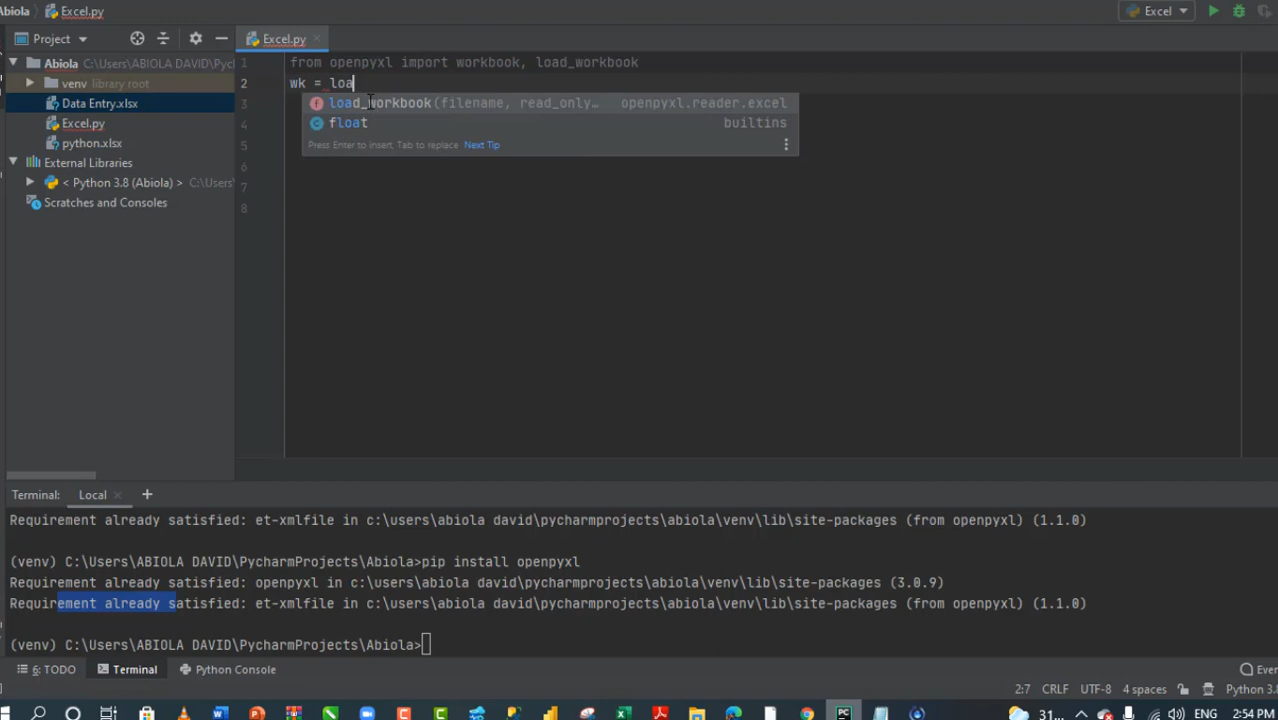 Abiola
Excel.py
Excel
Project
Excel.py
Abiola C:\Users\ABIOLA DAVID\Pycl
venv library root
Data Entry.xlsx
Excel.py
python.xlsx
External Libraries
< Python 3.8 (Abiola) > C:\Users
Scratches and Consoles
1 from openpyxl import workbook, load_workbook
2 wk = loa
3
4
5
6
7
8
load_workbook(filename, read_only… openpyxl.reader.excel
float builtins
Press Enter to insert, Tab to replace Next Tip
Terminal: Local
Requirement already satisfied: et-xmlfile in c:\users\abiola david\pycharmprojects\abiola\venv\lib\site-packages (from openpyxl) (1.1.0)
(venv) C:\Users\ABIOLA DAVID\PycharmProjects\Abiola>pip install openpyxl
Requirement already satisfied: openpyxl in c:\users\abiola david\pycharmprojects\abiola\venv\lib\site-packages (3.0.9)
Requirement already satisfied: et-xmlfile in c:\users\abiola david\pycharmprojects\abiola\venv\lib\site-packages (from openpyxl) (1.1.0)
(venv) C:\Users\ABIOLA DAVID\PycharmProjects\Abiola>
6: TODO Terminal Python Console Even
2:7 CRLF UTF-8 4 spaces Python 3.8
31... 2:54 PM